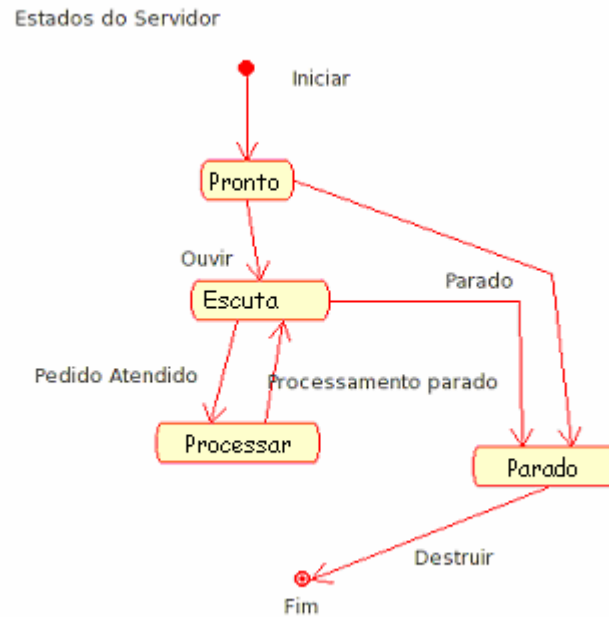 Estados do Servidor
Iniciar
Pronto
Ouvir
Escuta
Parado
Pedido Atendido
Processamento parado
Processar
Parado
Destruir
Fim